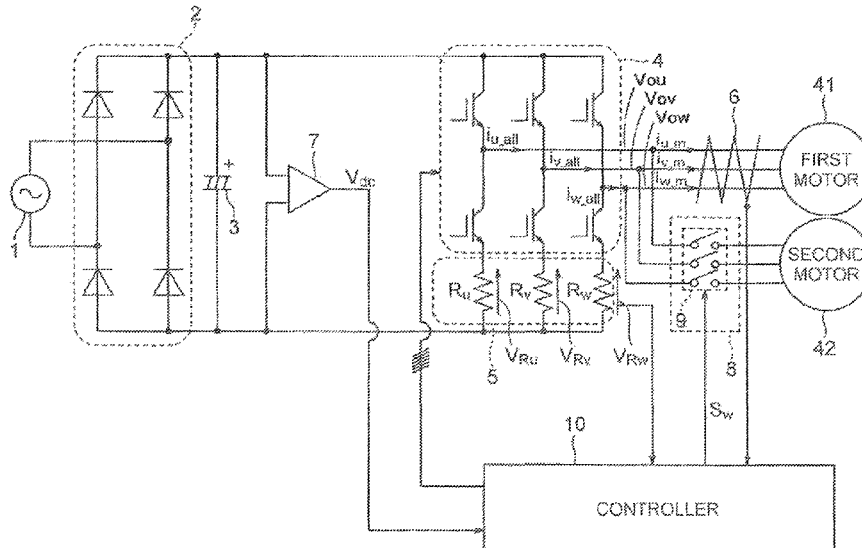 2
4
Vou
Vov
Vow
6
41
7
Vdc
iu_all
iv_all
iw_all
iu_m
iv_m
iw_m
FIRST
MOTOR
1
3
SECOND
MOTOR
Ru
Rv
Rw
9
5
VRu
VRv
VRw
8
42
Sw
10
CONTROLLER
+